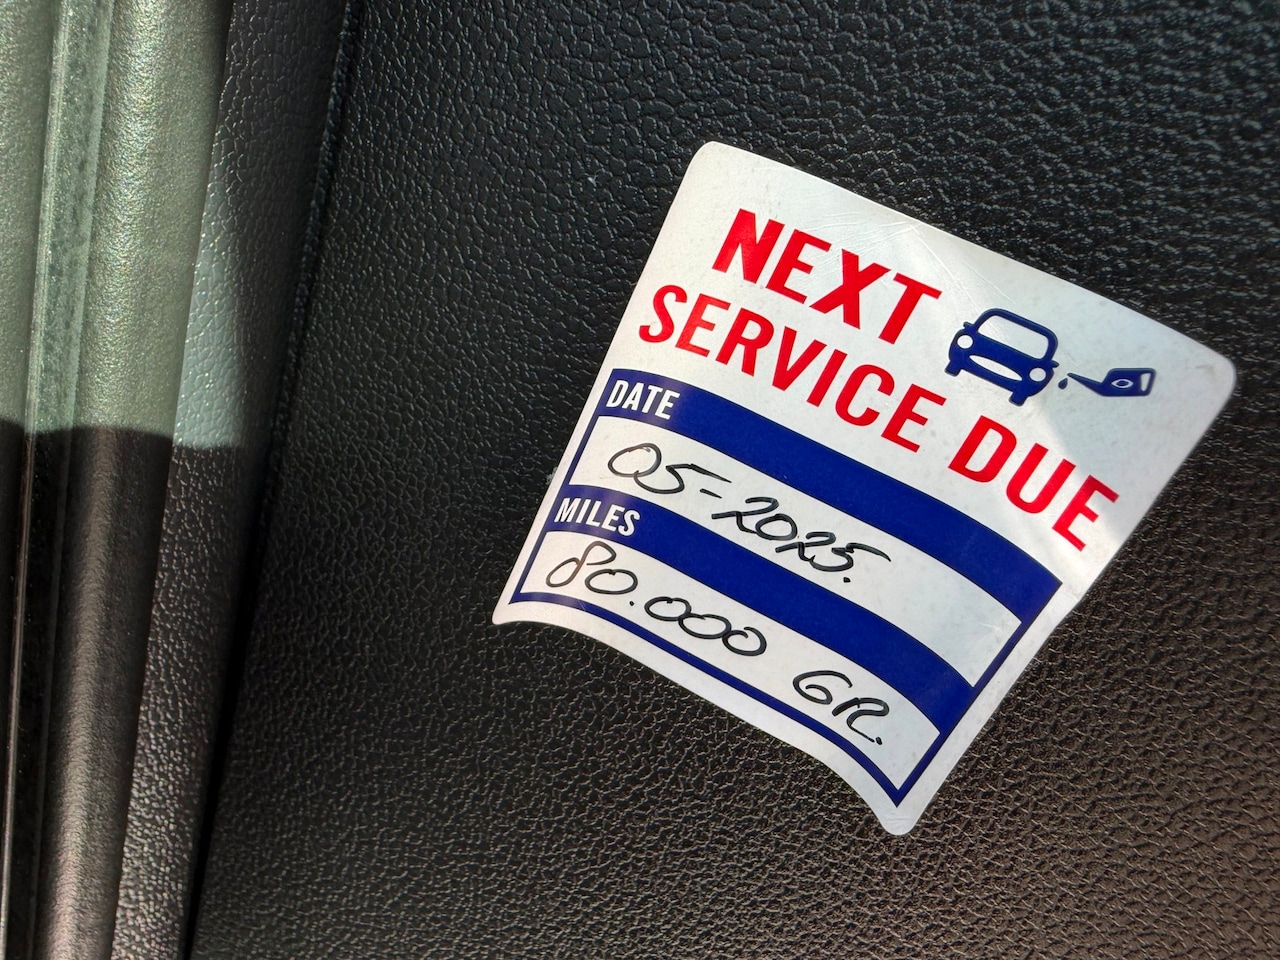 NEXT
SERVICE DUE
DATE
05-2025.
MILES
80.000 GR.